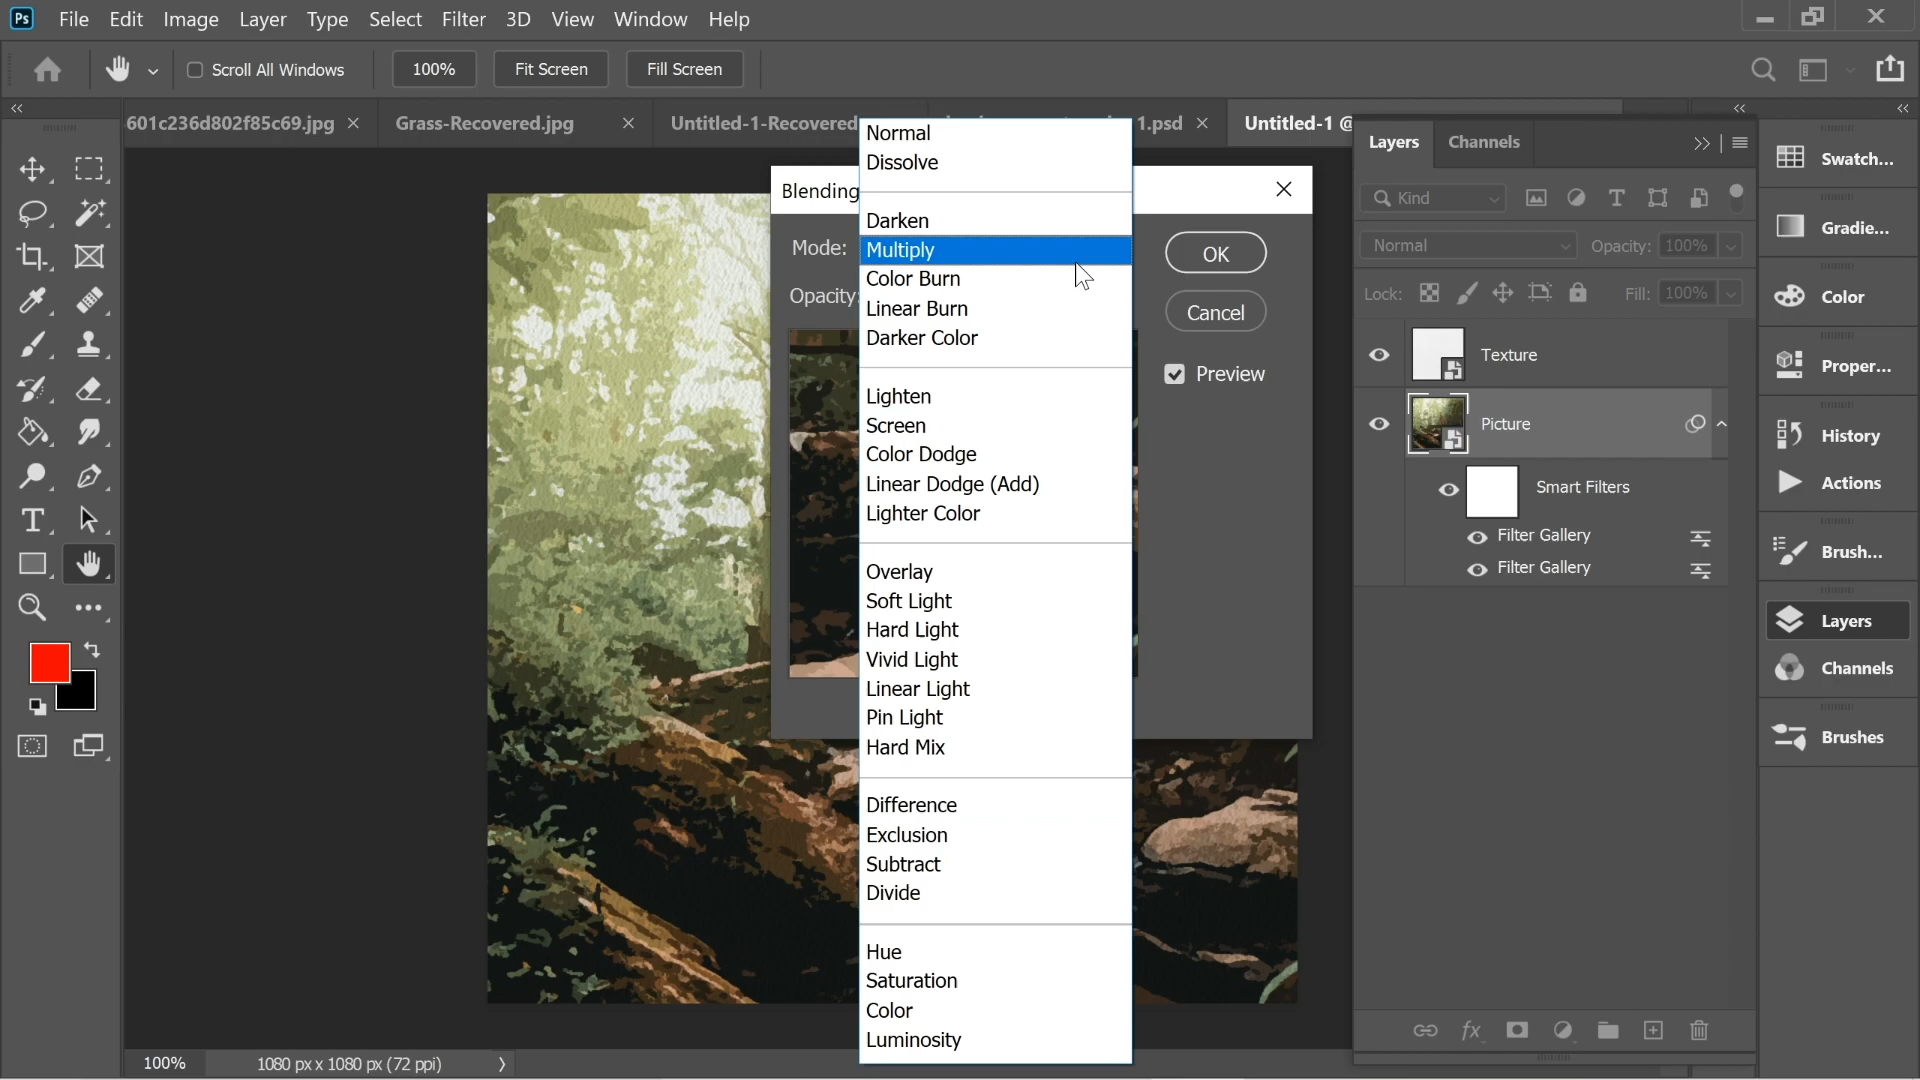 Ps File Edit Image Layer Type Select Filter 3D View Window Help
Scroll All Windows 100% Fit Screen Fill Screen
601c236d802f85c69.jpg Grass-Recovered.jpg Untitled-1-Recovered 1.psd Untitled-1 @
Layers Channels
Kind
Normal Opacity: 100%
Lock: Fill: 100%
Texture
Picture
Smart Filters
Filter Gallery
Filter Gallery
Swatch...
Gradie...
Color
Proper...
History
Actions
Brush...
Layers
Channels
Brushes
Blending
Mode:
Opacity:
OK
Cancel
Preview
Normal
Dissolve
Darken
Multiply
Color Burn
Linear Burn
Darker Color
Lighten
Screen
Color Dodge
Linear Dodge (Add)
Lighter Color
Overlay
Soft Light
Hard Light
Vivid Light
Linear Light
Pin Light
Hard Mix
Difference
Exclusion
Subtract
Divide
Hue
Saturation
Color
Luminosity
100% 1080 px x 1080 px (72 ppi)